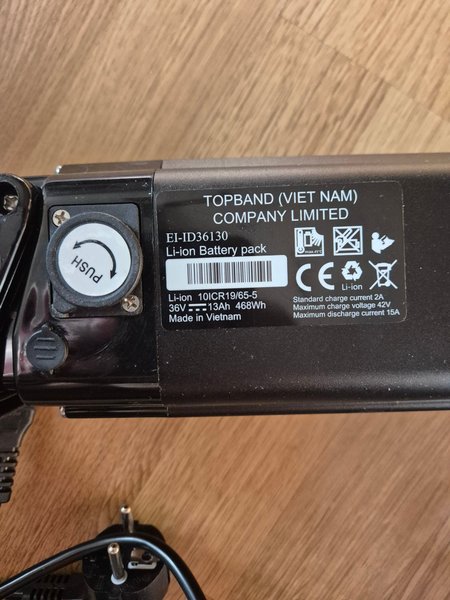 TOPBAND (VIET NAM)
COMPANY LIMITED
EI-ID36130
Li-ion Battery pack
Li-ion 10ICR19/65-5
36V 13Ah 468Wh
Made in Vietnam
CE
Li-ion
Standard charge current 2A
Maximum charge voltage 42V
Maximum discharge current 15A
PUSH